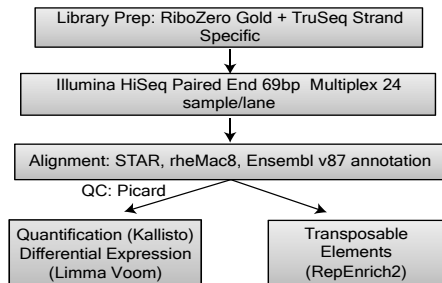 Library Prep: RiboZero Gold + TruSeq Strand
Specific
Illumina HiSeq Paired End 69bp Multiplex 24
sample/lane
Alignment: STAR, rheMac8, Ensembl v87 annotation
QC: Picard
Quantification (Kallisto)
Differential Expression
(Limma Voom)
Transposable
Elements
(RepEnrich2)